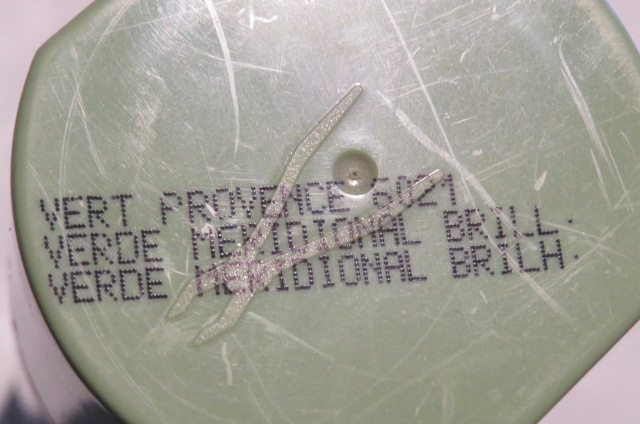 VERT PROVENCE 6021
VERDE MERIDIONAL BRILL.
VERDE MERIDIONAL BRILH.